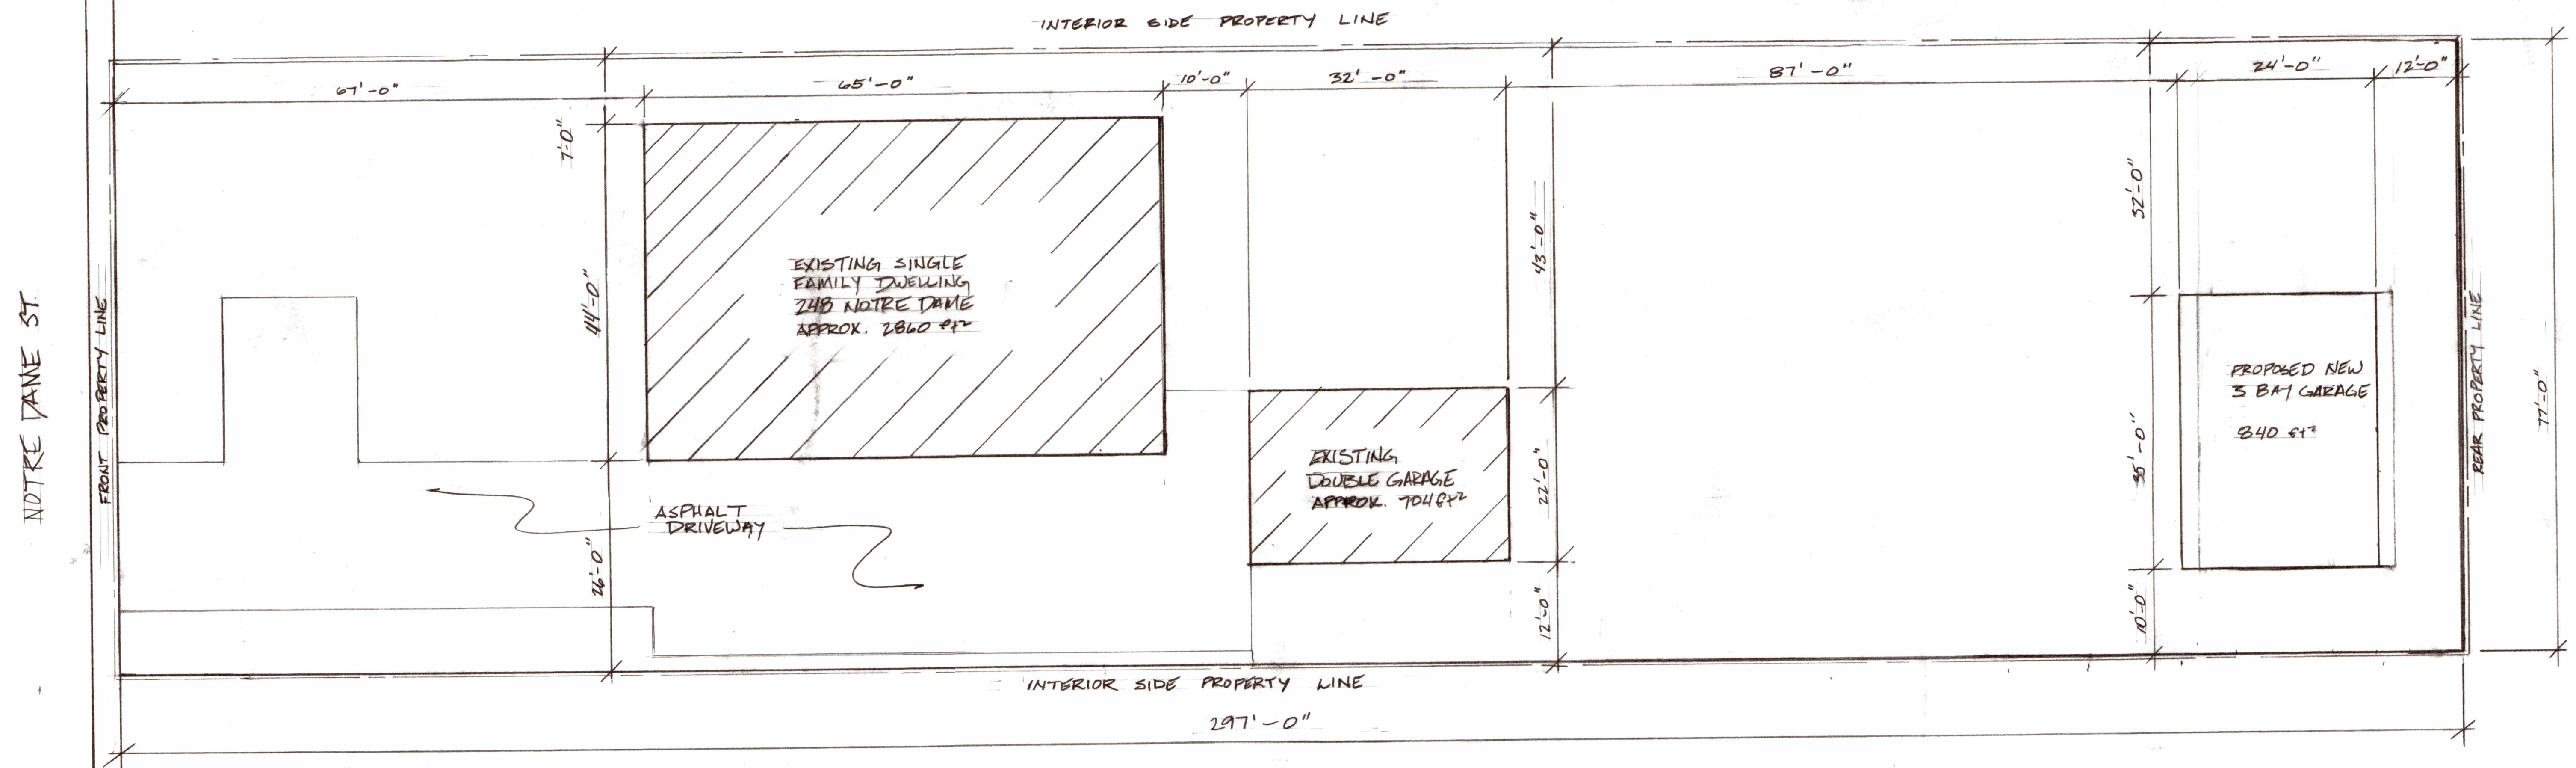 INTERIOR SIDE PROPERTY LINE
67'-0"
65'-0"
10'-0"
32'-0"
87'-0"
24'-0"
12'-0"
7'-0"
44'-0"
26'-0"
43'-0"
22'-0"
12'-0"
32'-0"
35'-0"
10'-0"
77'-0"
NOTRE DAME ST
FRONT PROPERTY LINE
EXISTING SINGLE
FAMILY DWELLING
248 NOTRE DAME
APPROX. 2860 ft²
ASPHALT
DRIVEWAY
EXISTING
DOUBLE GARAGE
APPROX. 704 ft²
PROPOSED NEW
3 BAY GARAGE
840 ft²
REAR PROPERTY LINE
INTERIOR SIDE PROPERTY LINE
297'-0"